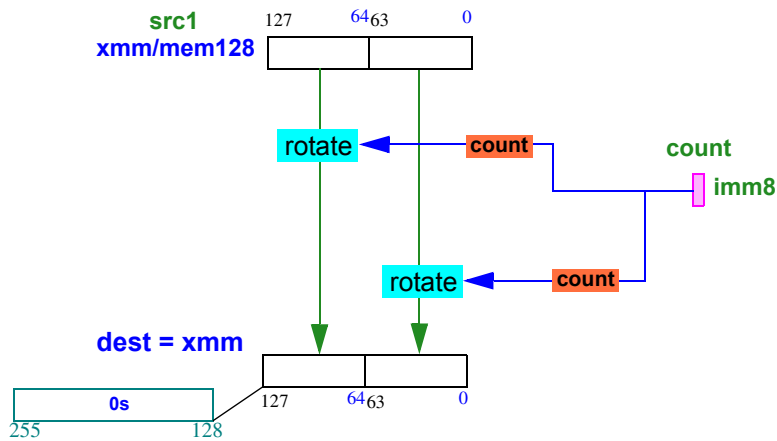 src1
127 64 63 0
xmm/mem128
rotate
count
count
imm8
rotate
count
dest = xmm
127 64 63 0
0s
255 128